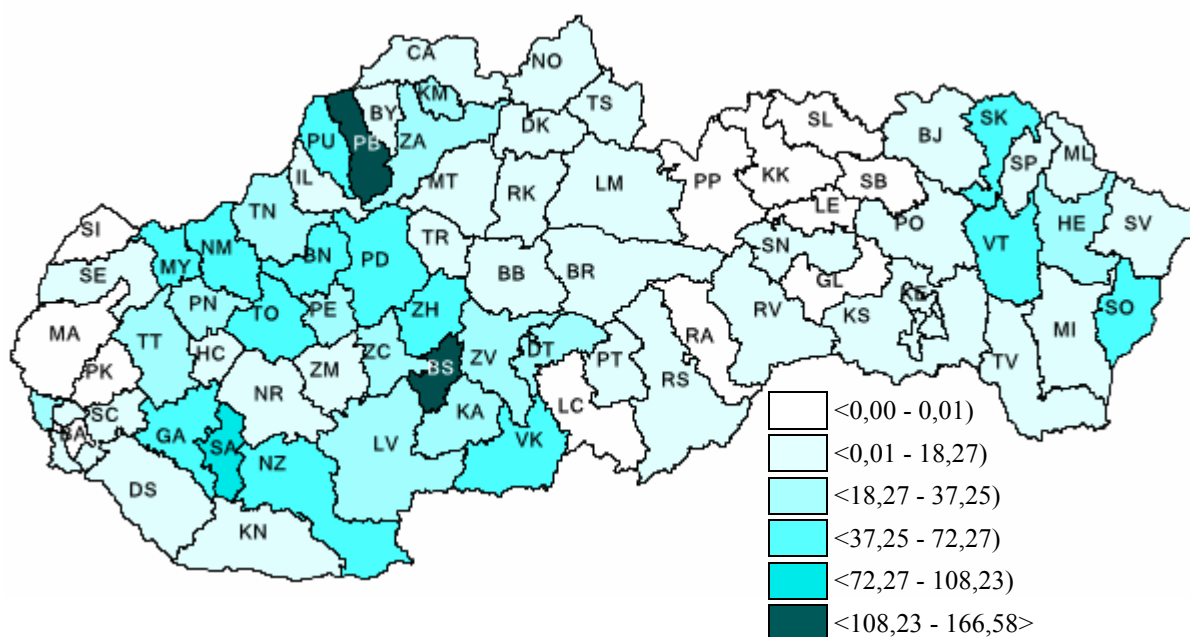 CA
NO
KM
BY
TS
SL
DK
PU
PB
ZA
BJ
SK
SP
ML
IL
MT
RK
LM
PP
KK
SB
TN
LE
PO
HE
SV
SI
NM
TR
SN
VT
MY
BN
PD
BB
BR
SE
GL
PN
TO
PE
ZH
RV
KE
KS
SO
MA
TT
HC
ZM
ZC
BS
ZV
DT
PT
RA
MI
TV
PK
NR
RS
SC
KA
LC
BA
GA
SA
NZ
LV
VK
DS
KN
<0,00 - 0,01)
<0,01 - 18,27)
<18,27 - 37,25)
<37,25 - 72,27)
<72,27 - 108,23)
<108,23 - 166,58>